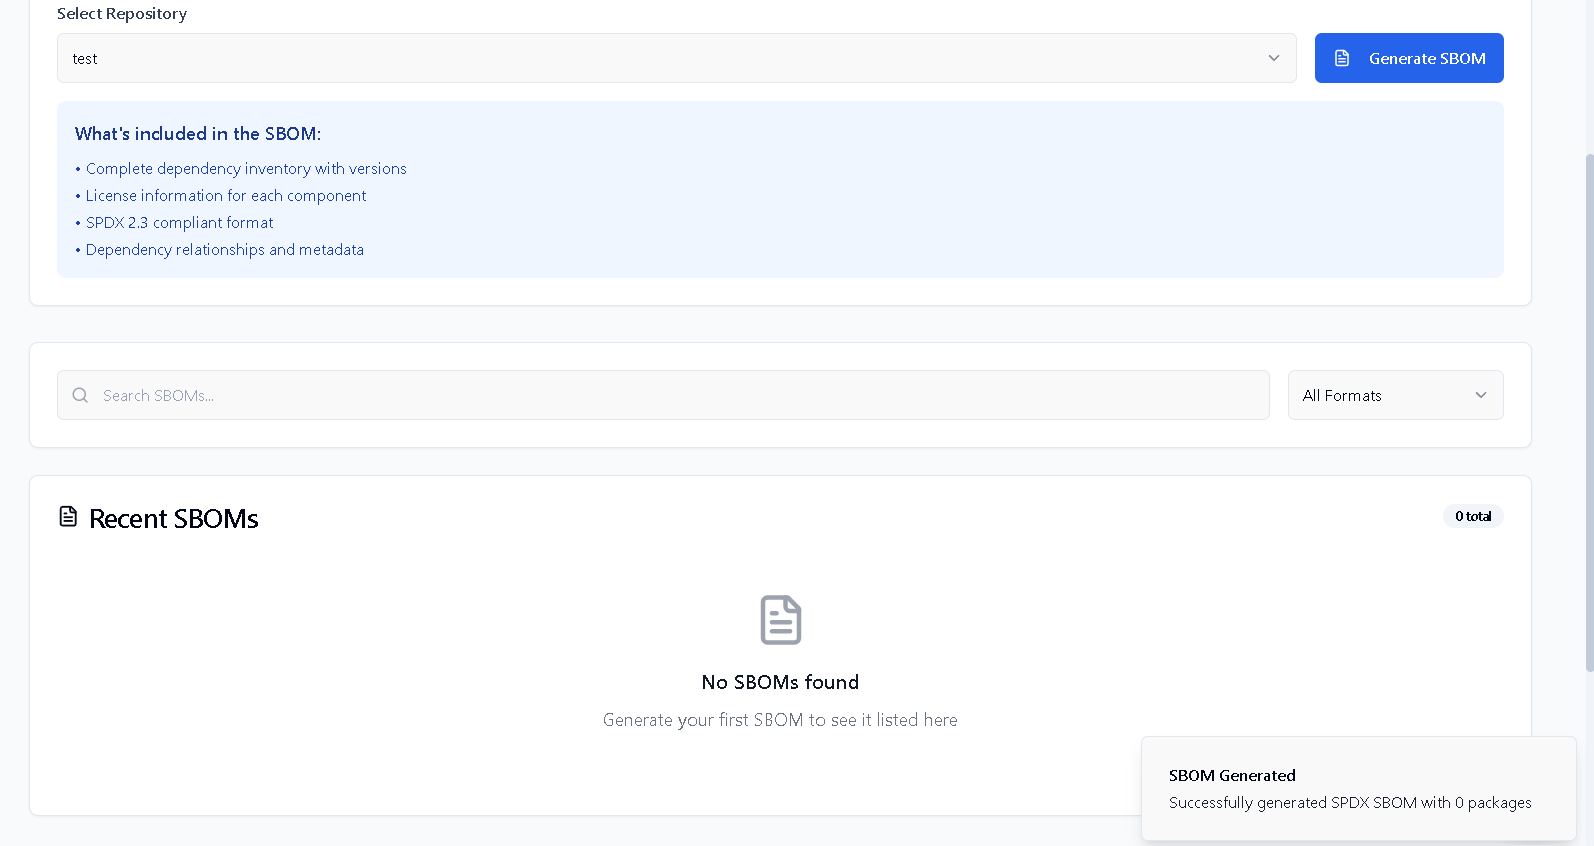 Select Repository
test
Generate SBOM
What's included in the SBOM:
• Complete dependency inventory with versions
• License information for each component
• SPDX 2.3 compliant format
• Dependency relationships and metadata
Search SBOMs...
All Formats
Recent SBOMs
0 total
No SBOMs found
Generate your first SBOM to see it listed here
SBOM Generated
Successfully generated SPDX SBOM with 0 packages